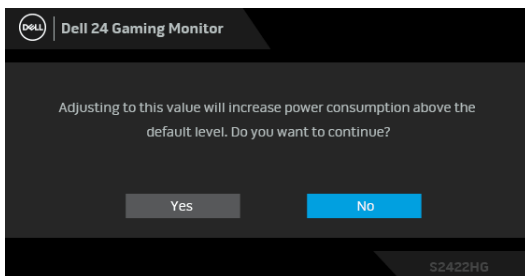 DELL
Dell 24 Gaming Monitor
Adjusting to this value will increase power consumption above the
default level. Do you want to continue?
Yes
No
S2422HG